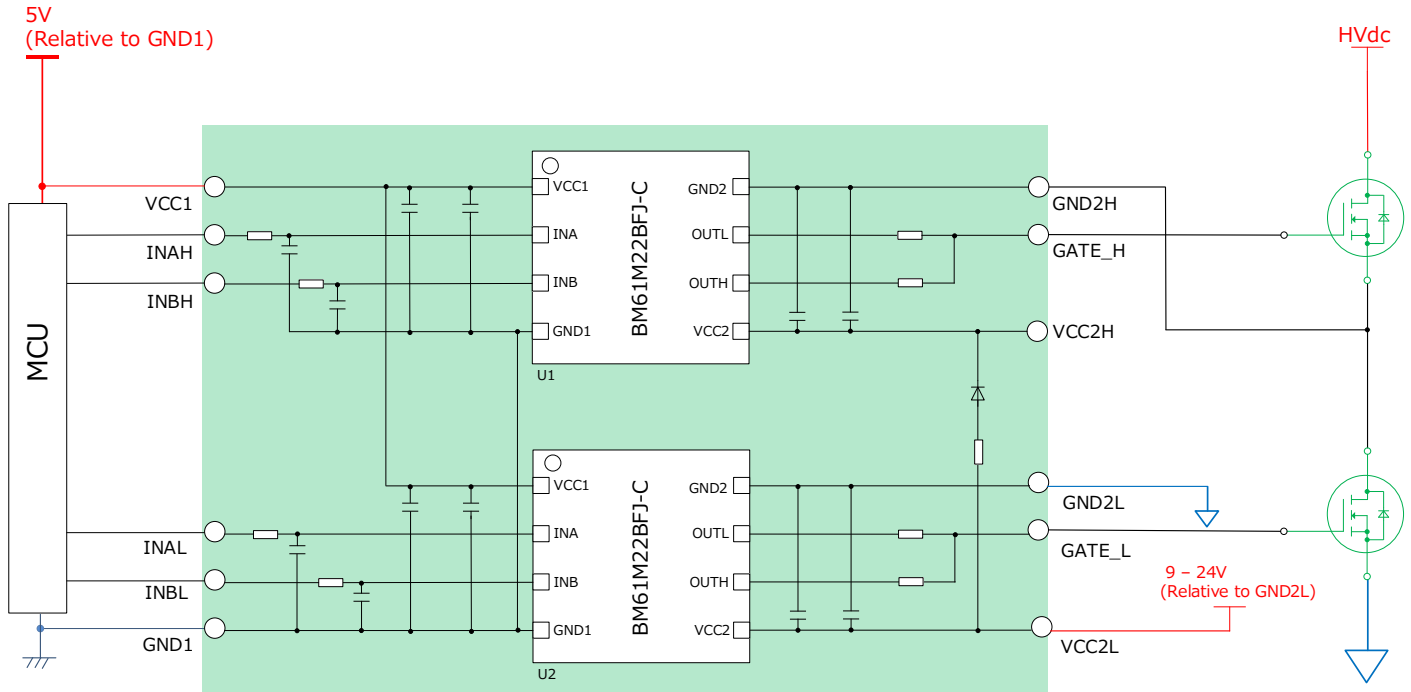 5V
(Relative to GND1)
HVdc
VCC1
INAH
INBH
MCU
VCC1
INA
INB
GND1
BM61M22BFJ-C
GND2
OUTL
OUTH
VCC2
U1
GND2H
GATE_H
VCC2H
INAL
INBL
GND1
VCC1
INA
INB
GND1
BM61M22BFJ-C
GND2
OUTL
OUTH
VCC2
U2
GND2L
GATE_L
9 – 24V
(Relative to GND2L)
VCC2L